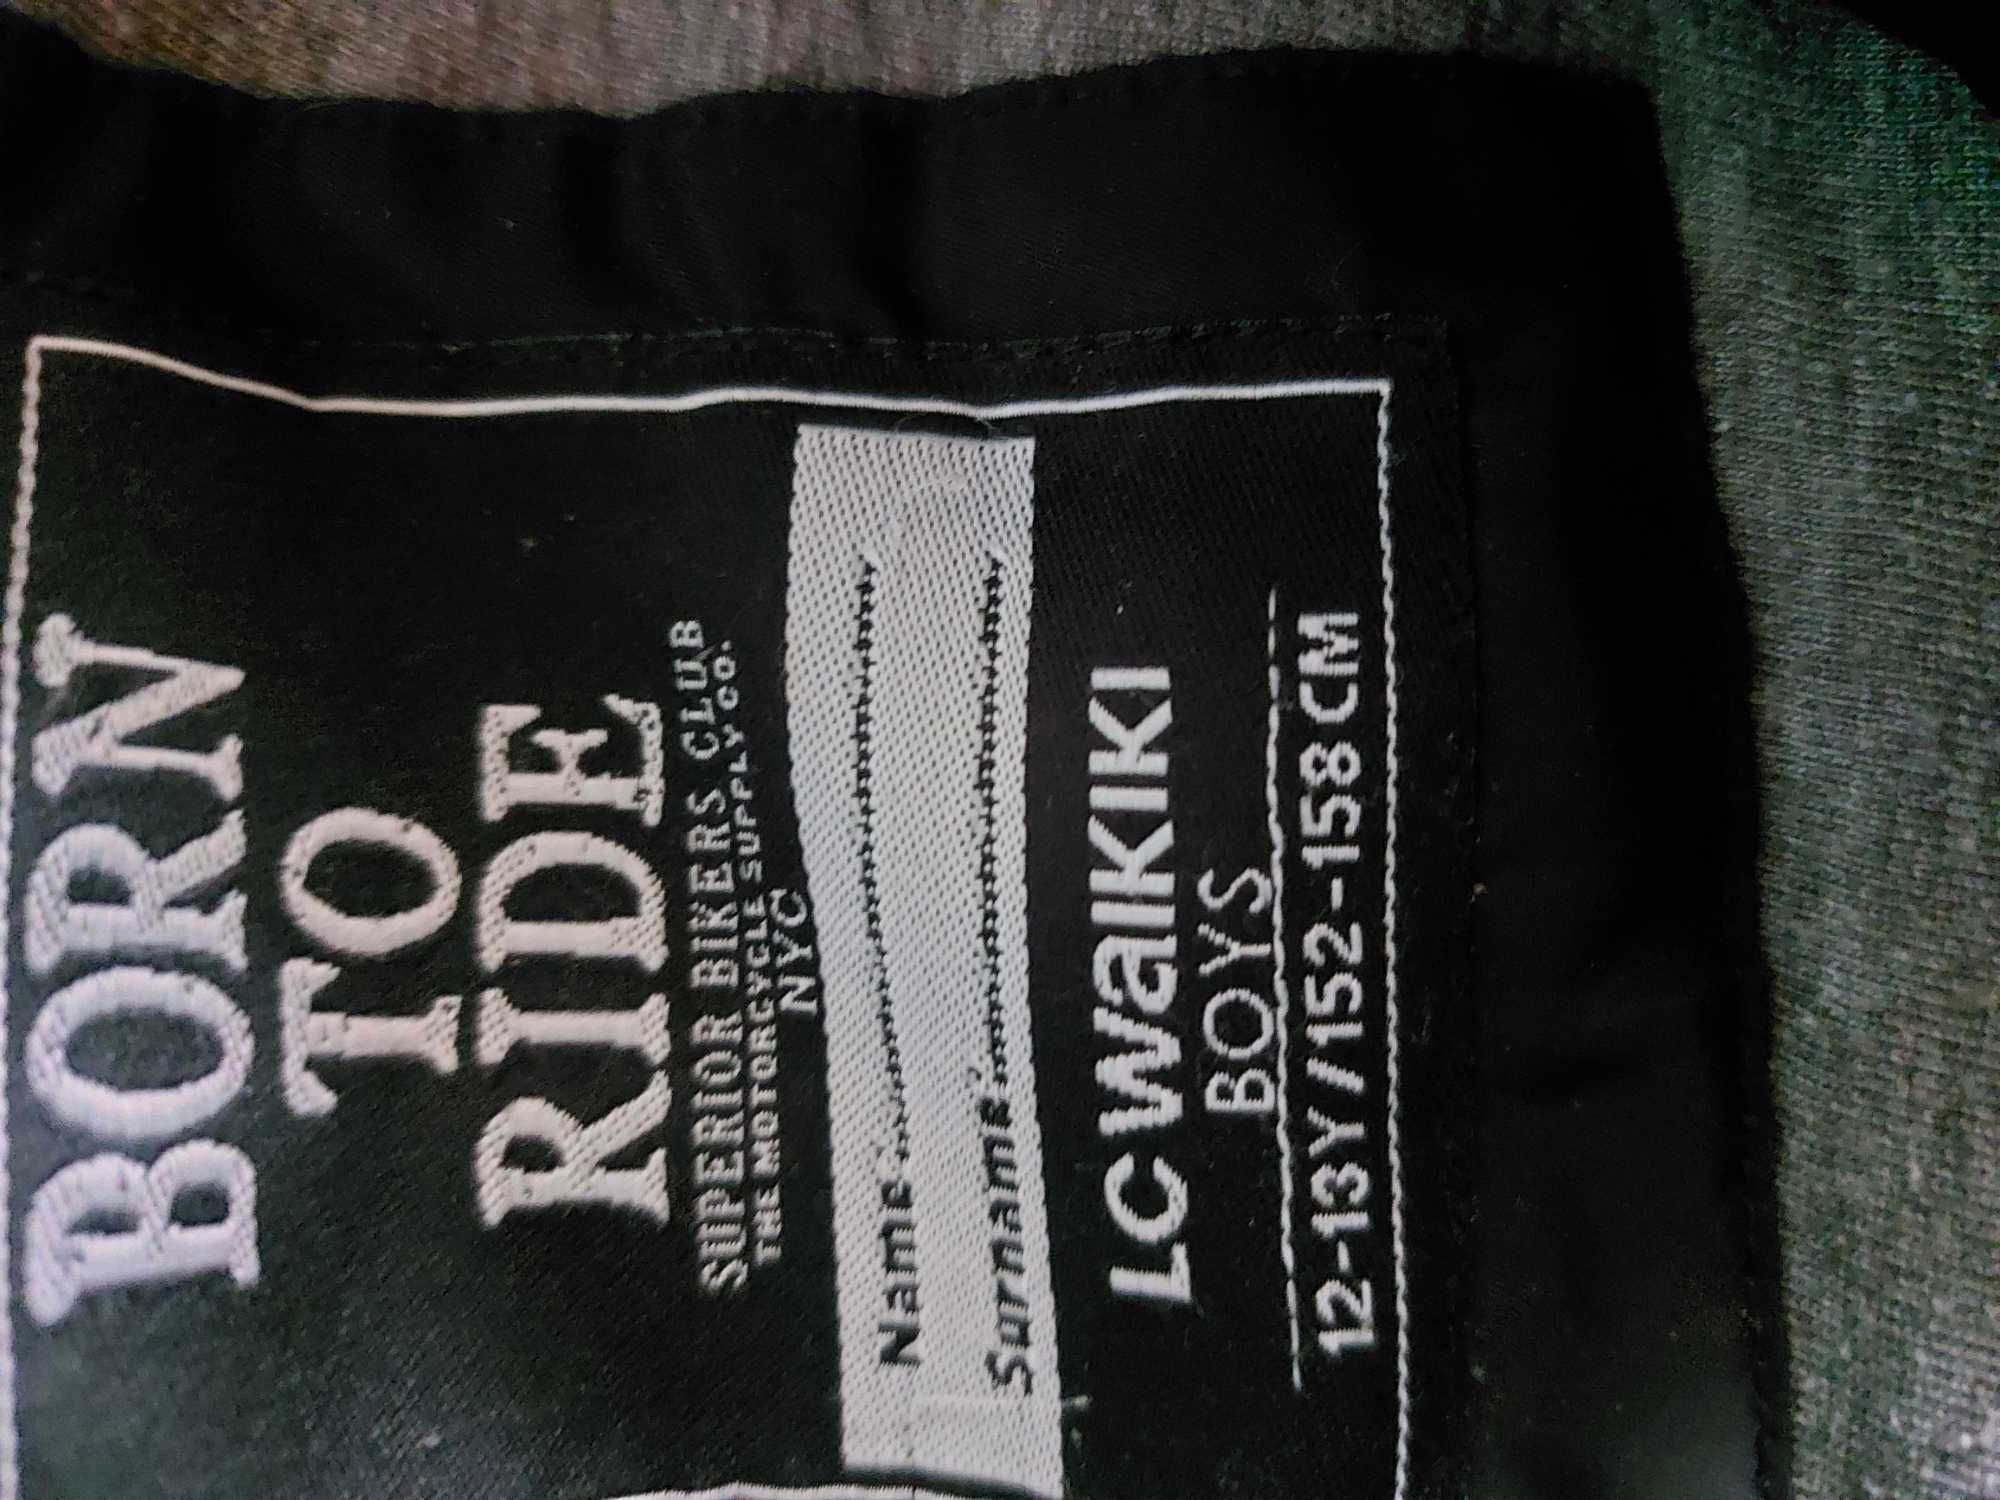 BORN
TO
RIDE
SUPERIOR BIKERS CLUB
THE MOTORCYCLE SUPPLY CO.
NYC
Name:..............................
Surname:..............................
LC WaIKIKI
BOYS
12-13Y/152-158 CM